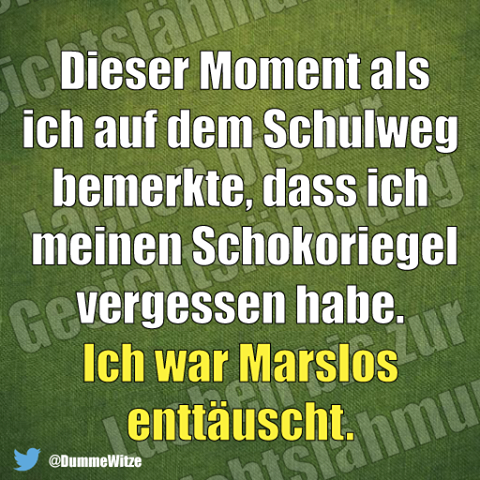 Dieser Moment als
ich auf dem Schulweg
bemerkte, dass ich
meinen Schokoriegel
vergessen habe.
Ich war Marslos
enttäuscht.
@DummeWitze